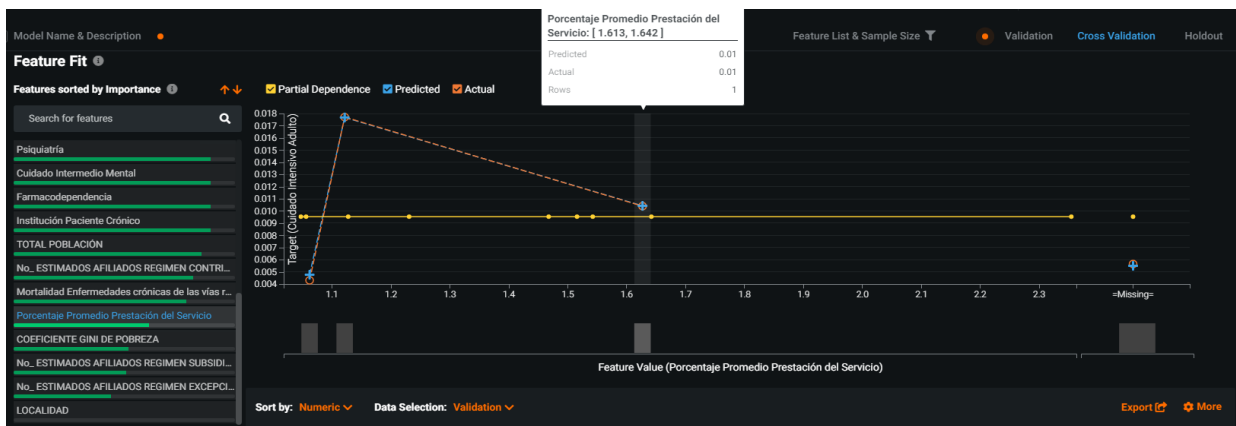 Porcentaje Promedio Prestación del
Servicio: [ 1.613, 1.642 ]
Predicted 0.01
Actual 0.01
Rows 1
Model Name & Description
Feature List & Sample Size
Validation
Cross Validation
Holdout
Feature Fit
Features sorted by Importance
Partial Dependence
Predicted
Actual
Search for features
Psiquiatría
Cuidado Intermedio Mental
Farmacodependencia
Institución Paciente Crónico
TOTAL POBLACIÓN
No_ ESTIMADOS AFILIADOS REGIMEN CONTRI...
Mortalidad Enfermedades crónicas de las vías r...
Porcentaje Promedio Prestación del Servicio
COEFICIENTE GINI DE POBREZA
No_ ESTIMADOS AFILIADOS REGIMEN SUBSIDI...
No_ ESTIMADOS AFILIADOS REGIMEN EXCEPCI...
LOCALIDAD
Target (Cuidado Intensivo Adulto)
0.018
0.017
0.016
0.015
0.014
0.013
0.012
0.011
0.010
0.009
0.008
0.007
0.006
0.005
0.004
1.1 1.2 1.3 1.4 1.5 1.6 1.7 1.8 1.9 2.0 2.1 2.2 2.3 =Missing=
Feature Value (Porcentaje Promedio Prestación del Servicio)
Sort by: Numeric
Data Selection: Validation
Export
More